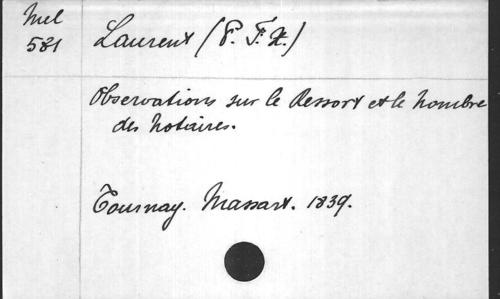 Mel
581
Laurent (P. F. X.)
Observations sur le Ressort et le Nombre
des Notaires.
Tournay. Massart. 1839.